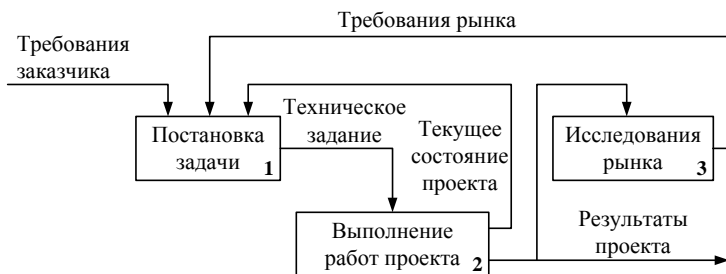 Требования рынка
Требования
заказчика
Постановка
задачи
1
Техническое
задание
Текущее
состояние
проекта
Исследования
рынка
3
Выполнение
работ проекта
2
Результаты
проекта